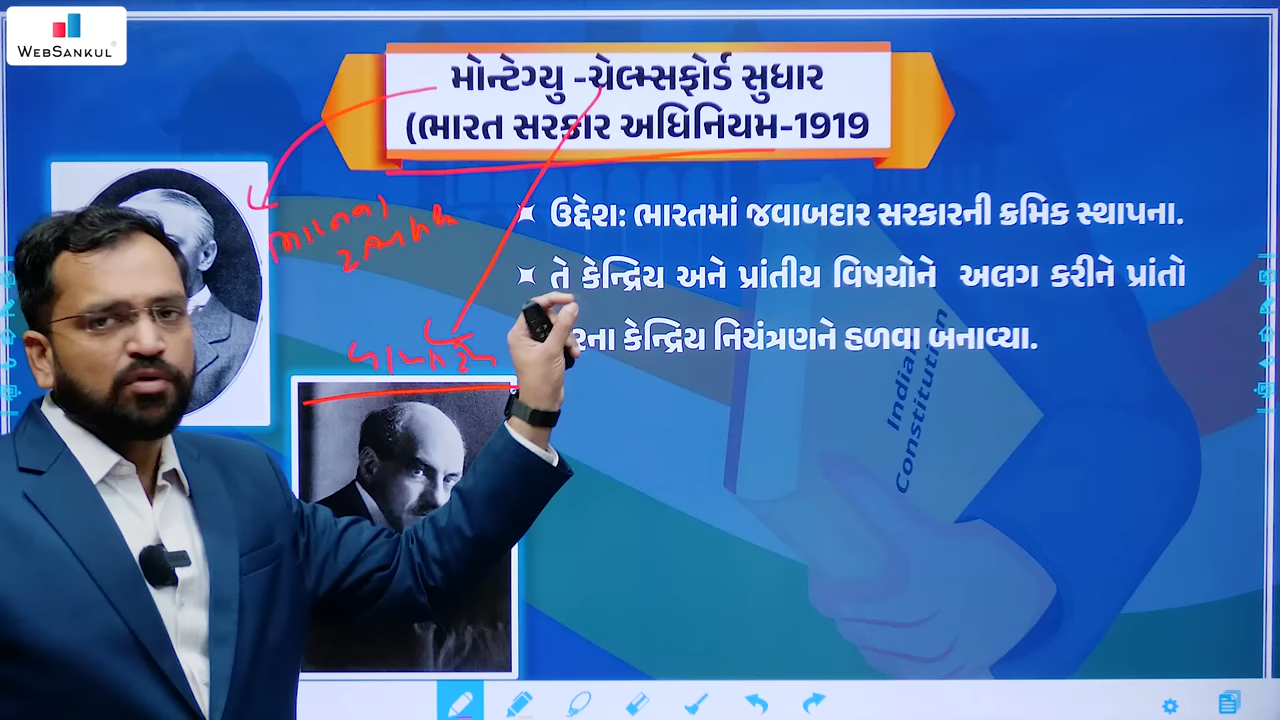 WEBSANKUL
મોન્ટેગ્યુ -ચેલ્મ્સફોર્ડ સુધાર
(ભારત સરકાર અધિનિયમ-1919
ઉદ્દેશ: ભારતમાં જવાબદાર સરકારની ક્રમિક સ્થાપના.
તે કેન્દ્રિય અને પ્રાંતીય વિષયોને અલગ કરીને પ્રાંતો
રના કેન્દ્રિય નિયંત્રણને હળવા બનાવ્યા.
Indian
Constitution